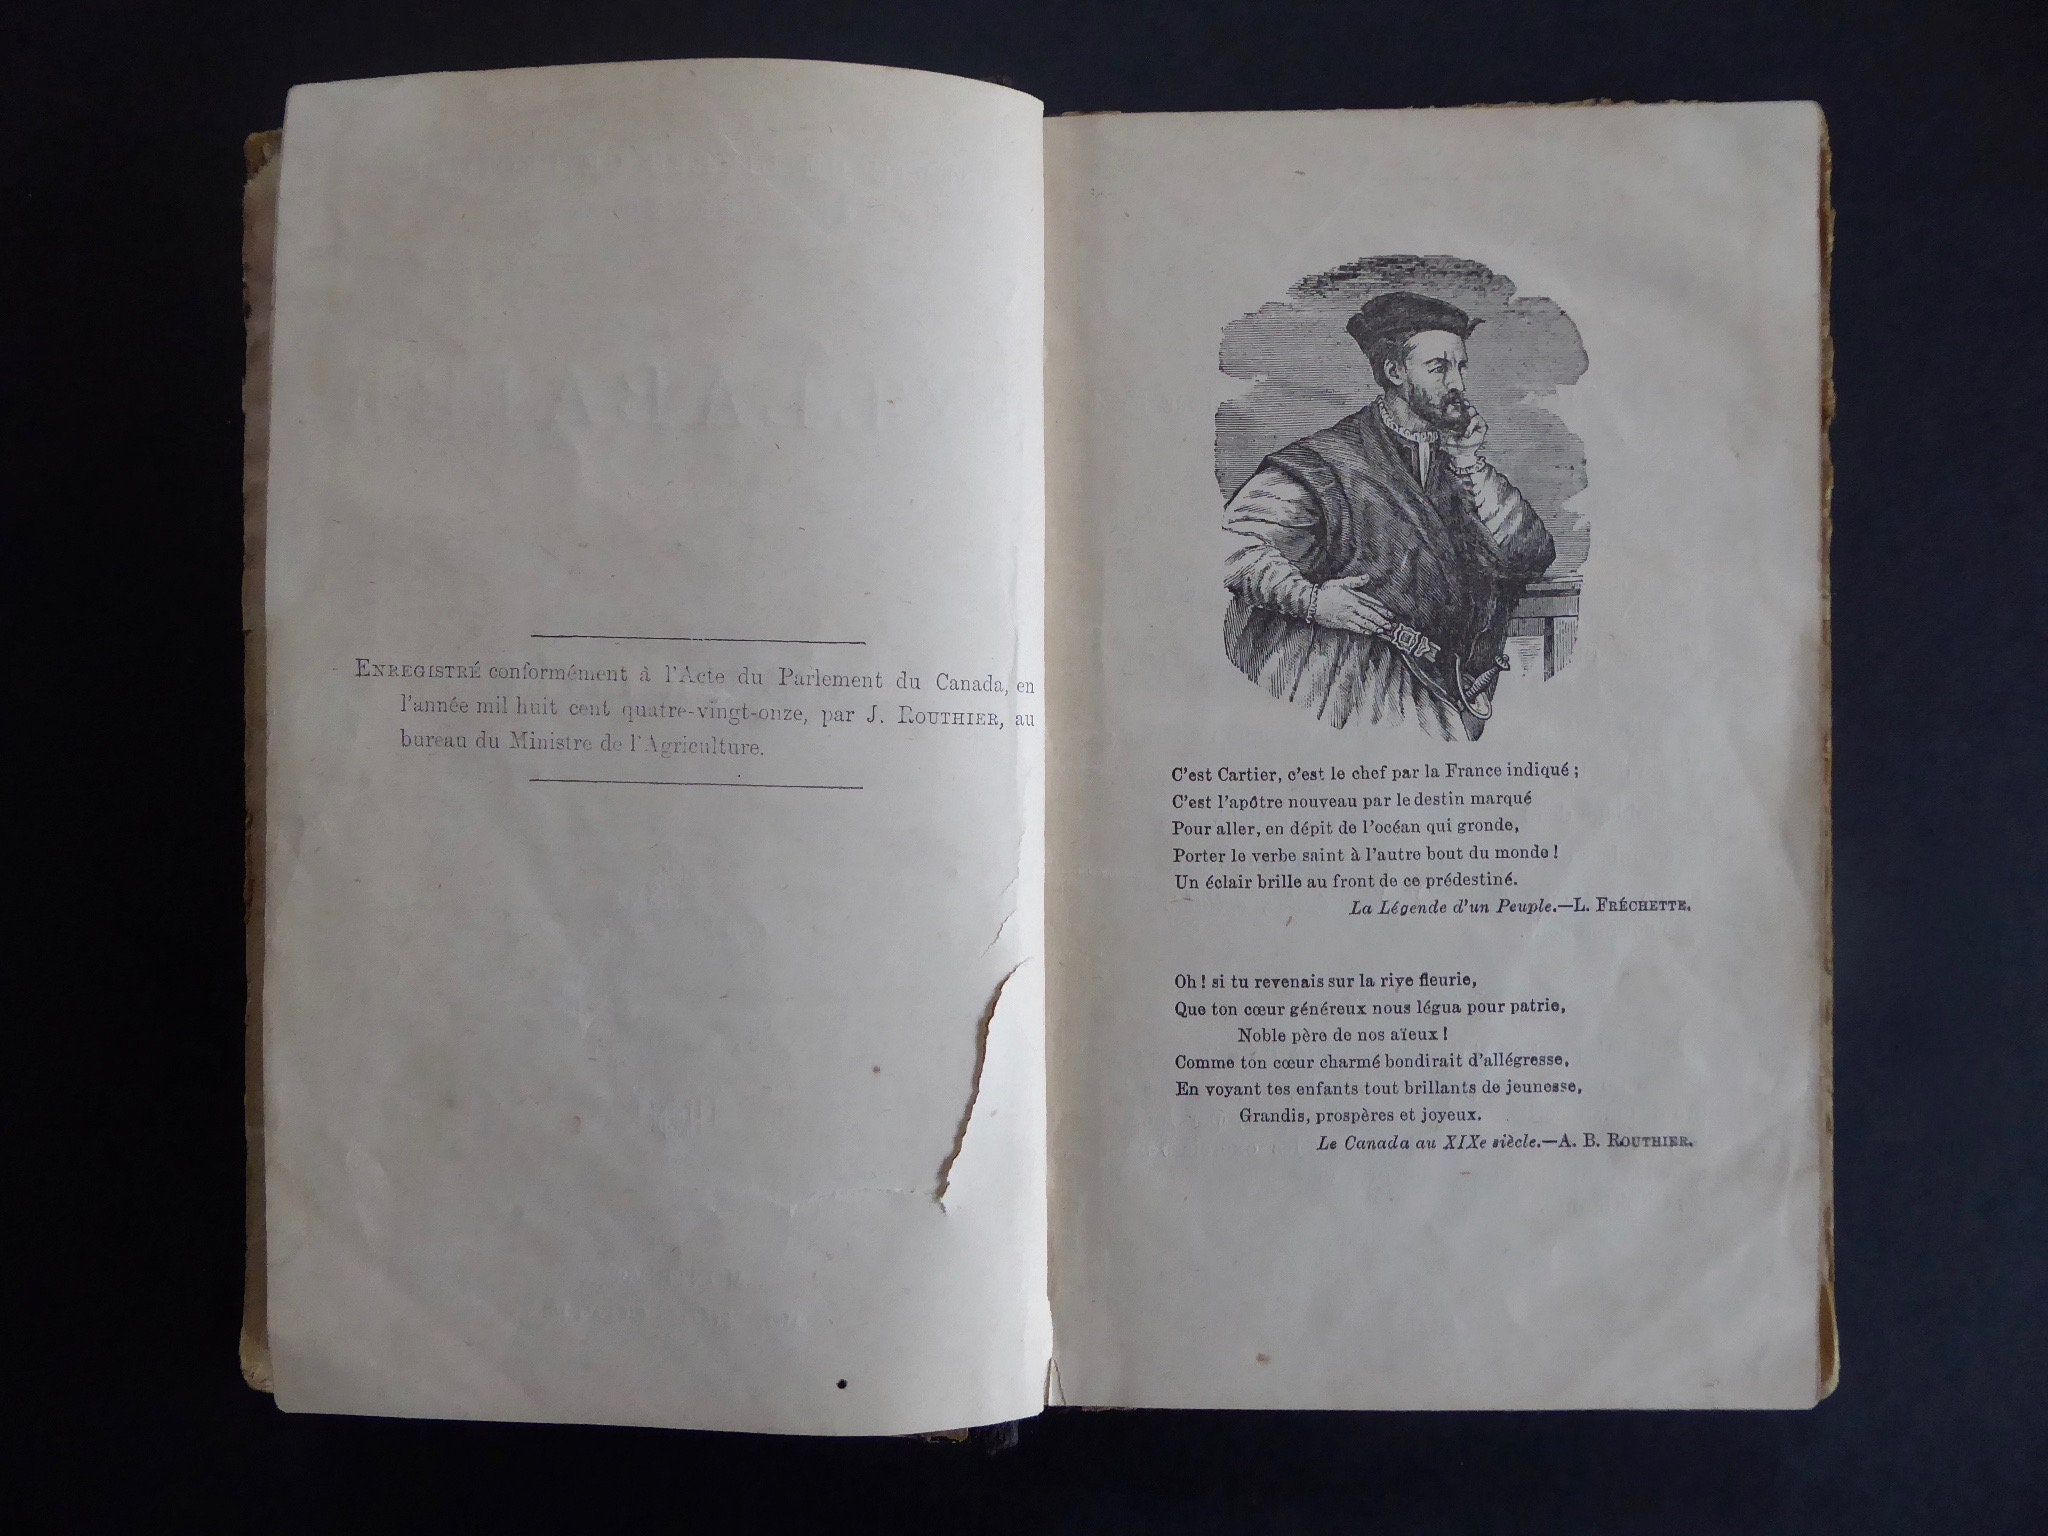 ENREGISTRÉ conformément à l'Acte du Parlement du Canada, en
l'année mil huit cent quatre-vingt-onze, par J. ROUTHIER, au
bureau du Ministre de l'Agriculture.
C'est Cartier, c'est le chef par la France indiqué ;
C'est l'apôtre nouveau par le destin marqué
Pour aller, en dépit de l'océan qui gronde,
Porter le verbe saint à l'autre bout du monde !
Un éclair brille au front de ce prédestiné.
La Légende d'un Peuple.—L. FRÉCHETTE.
Oh ! si tu revenais sur la rive fleurie,
Que ton cœur généreux nous légua pour patrie,
Noble père de nos aïeux !
Comme ton cœur charmé bondirait d'allégresse,
En voyant tes enfants tout brillants de jeunesse,
Grandis, prospères et joyeux.
Le Canada au XIXe siècle.—A. B. ROUTHIER.